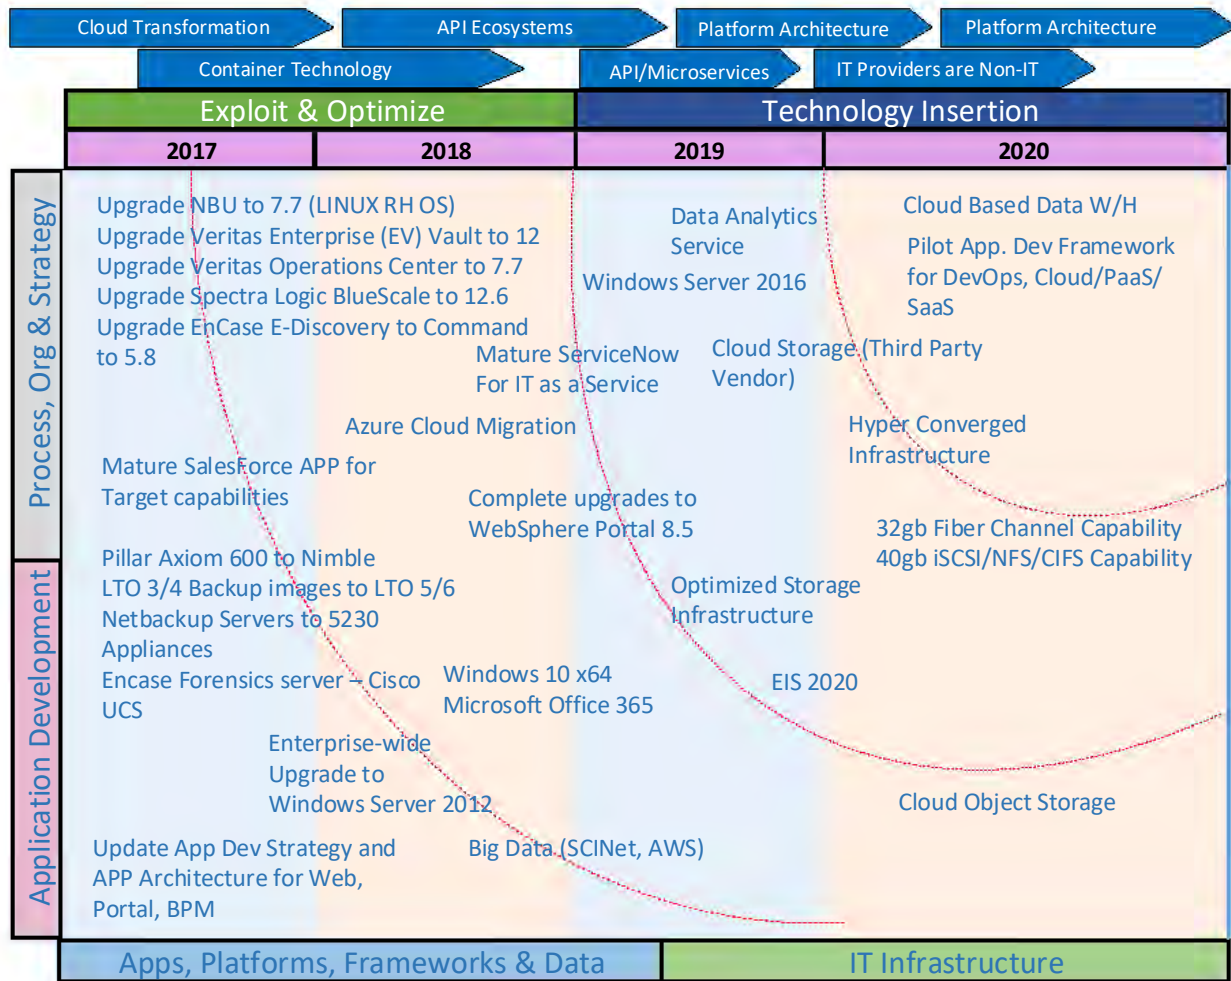 Cloud Transformation
API Ecosystems
Platform Architecture
Platform Architecture
Container Technology
API/Microservices
IT Providers are Non-IT
Exploit & Optimize
Technology Insertion
2017
2018
2019
2020
Process, Org & Strategy
Application Development
Upgrade NBU to 7.7 (LINUX RH OS)
Upgrade Veritas Enterprise (EV) Vault to 12
Upgrade Veritas Operations Center to 7.7
Upgrade Spectra Logic BlueScale to 12.6
Upgrade EnCase E-Discovery to Command
to 5.8
Data Analytics
Service
Windows Server 2016
Cloud Based Data W/H
Pilot App. Dev Framework
for DevOps, Cloud/PaaS/
SaaS
Mature ServiceNow
For IT as a Service
Cloud Storage (Third Party
Vendor)
Azure Cloud Migration
Hyper Converged
Infrastructure
Mature SalesForce APP for
Target capabilities
Complete upgrades to
WebSphere Portal 8.5
32gb Fiber Channel Capability
40gb iSCSI/NFS/CIFS Capability
Pillar Axiom 600 to Nimble
LTO 3/4 Backup images to LTO 5/6
Netbackup Servers to 5230
Appliances
Encase Forensics server – Cisco
UCS
Optimized Storage
Infrastructure
Windows 10 x64
Microsoft Office 365
EIS 2020
Enterprise-wide
Upgrade to
Windows Server 2012
Cloud Object Storage
Update App Dev Strategy and
APP Architecture for Web,
Portal, BPM
Big Data (SCINet, AWS)
Apps, Platforms, Frameworks & Data
IT Infrastructure